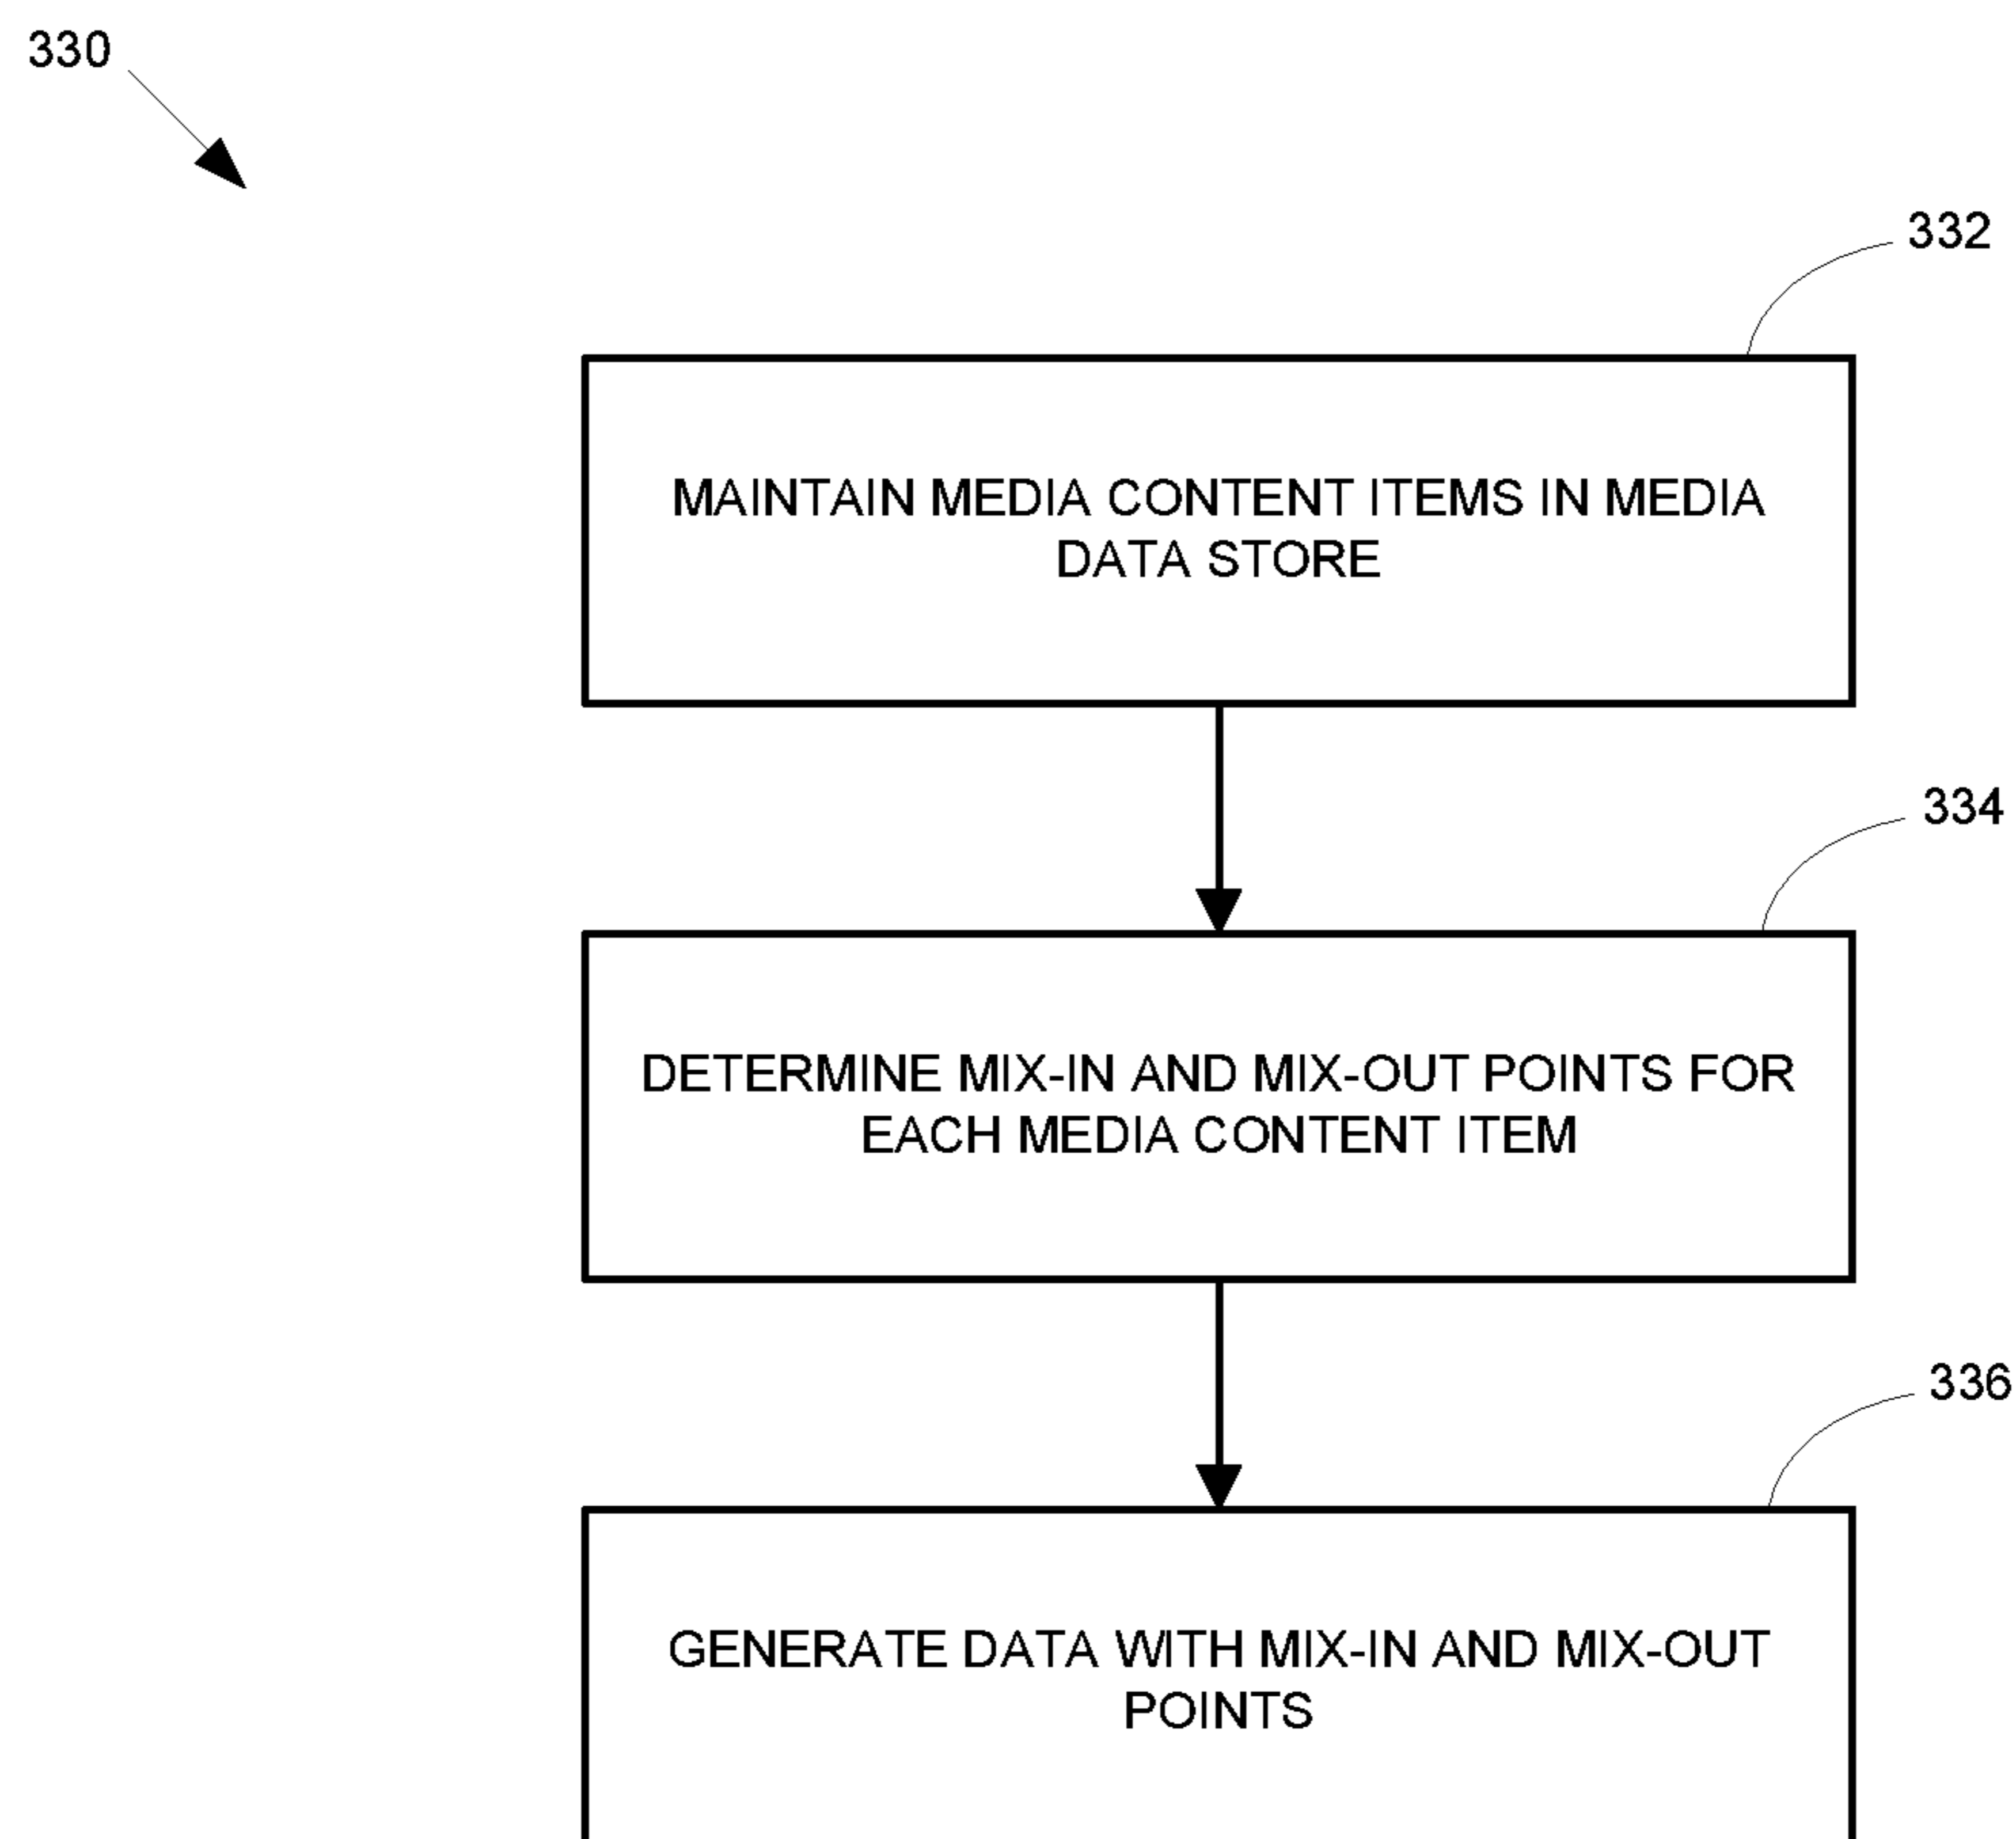 330
332
MAINTAIN MEDIA CONTENT ITEMS IN MEDIA
DATA STORE
334
DETERMINE MIX-IN AND MIX-OUT POINTS FOR
EACH MEDIA CONTENT ITEM
336
GENERATE DATA WITH MIX-IN AND MIX-OUT
POINTS